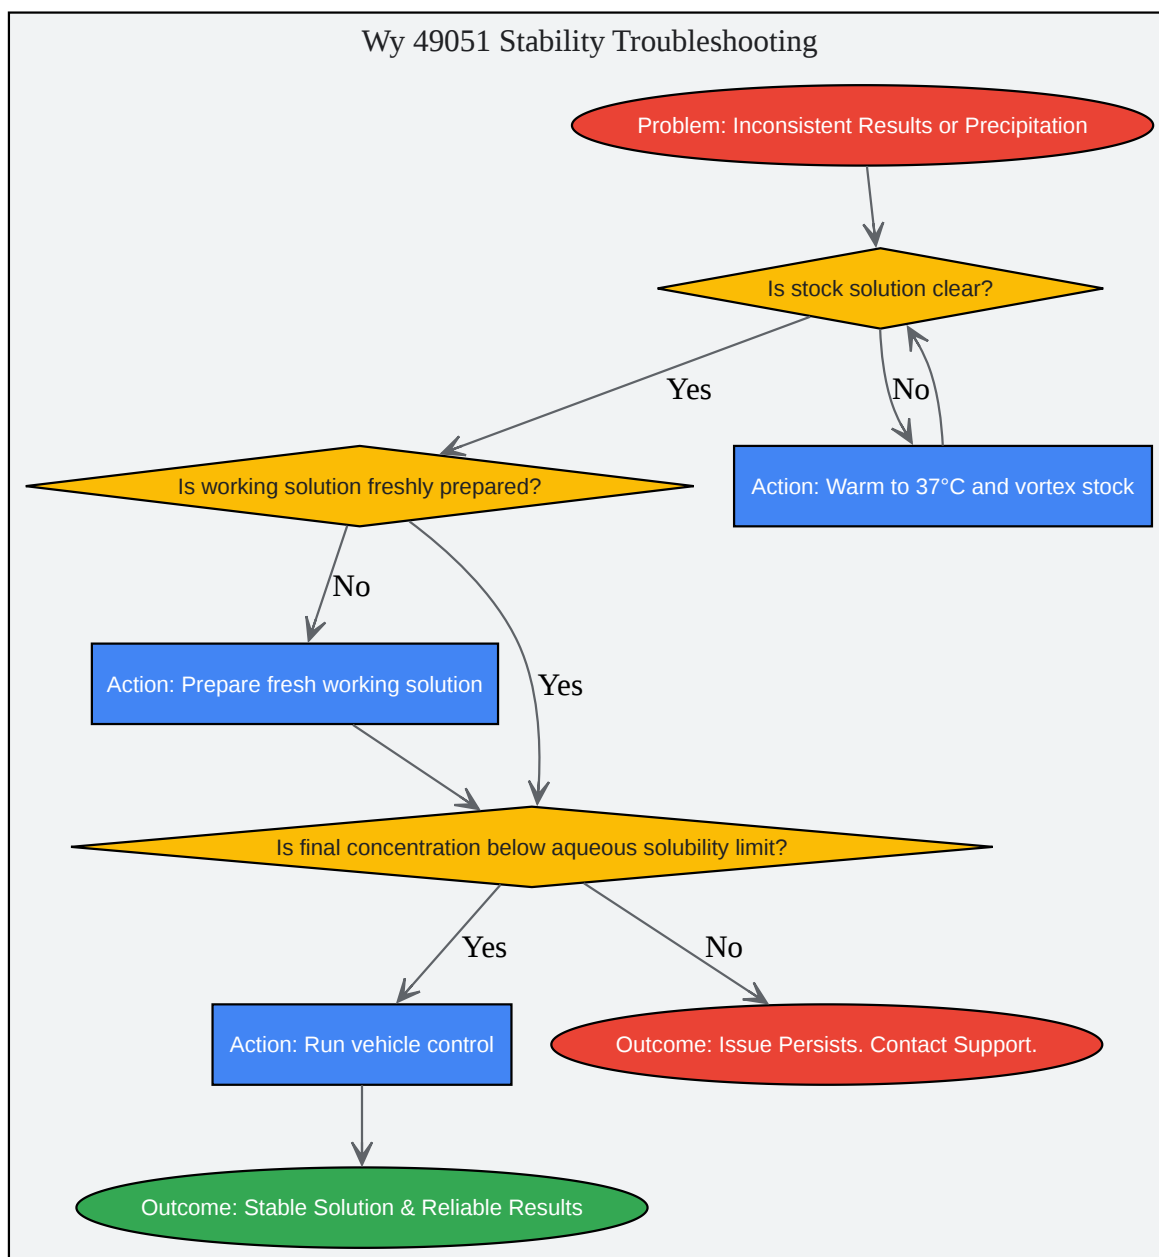 Wy 49051 Stability Troubleshooting
Problem: Inconsistent Results or Precipitation
Is stock solution clear?
Yes
No
Is working solution freshly prepared?
Action: Warm to 37°C and vortex stock
No
Action: Prepare fresh working solution
Yes
Is final concentration below aqueous solubility limit?
Yes
No
Action: Run vehicle control
Outcome: Issue Persists. Contact Support.
Outcome: Stable Solution & Reliable Results